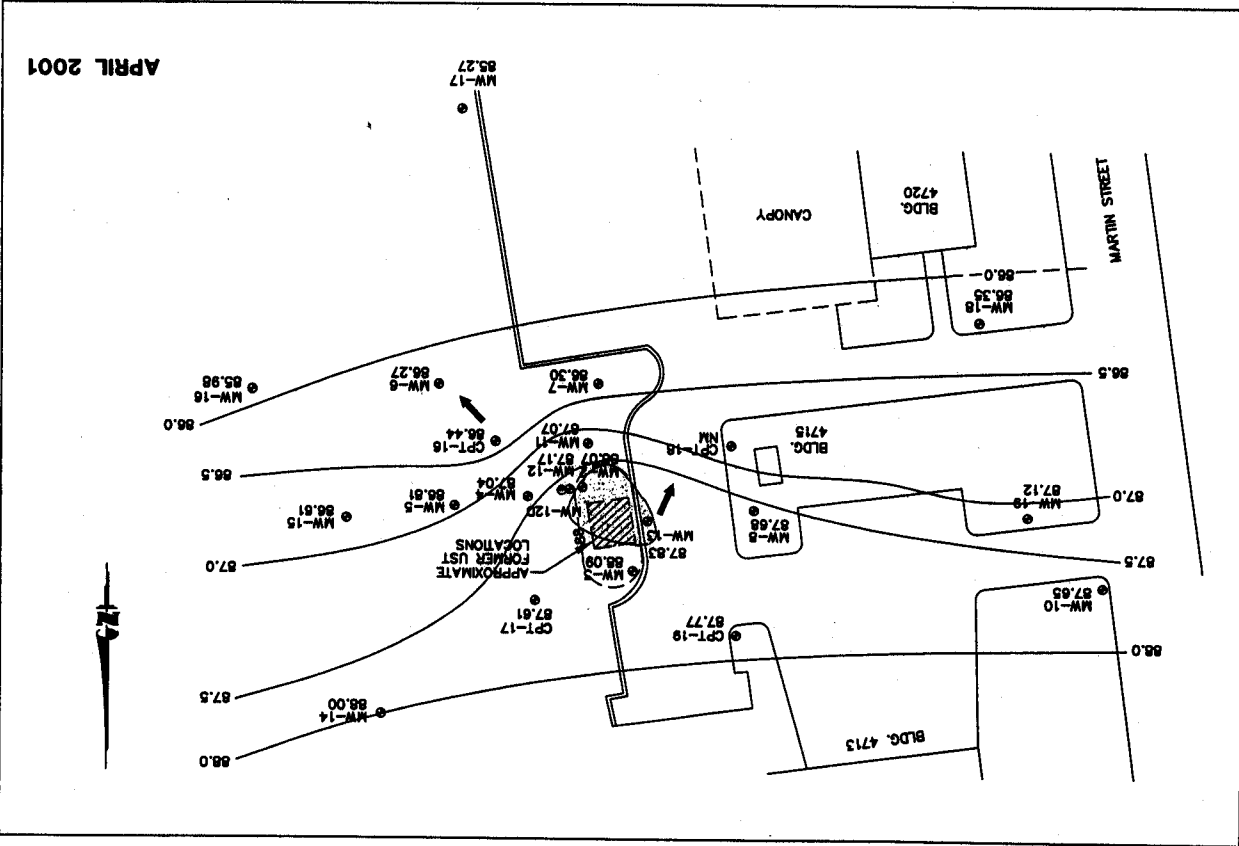 BLDG. 4713
88.0
MW-14
88.00
87.5
88.0
MW-10
87.65
CPT-19
87.77
CPT-17
87.61
88.09
APPROXIMATE
FORMER UST
LOCATIONS
87.5
87.0
87.83
MW-13
MW-8
87.68
MW-19
87.12
MW-12D
MW-15
86.61
MW-5
86.81
MW-4
87.04
87.0
MW-12
87.17
88.07
86.5
BLDG.
4715
CPT-18
NM
MW-11
87.07
CPT-16
86.44
86.0
MW-16
85.98
MW-6
86.27
MW-7
86.30
86.5
MW-18
86.35
86.0
CANOPY
BLDG.
4720
MARTIN STREET
MW-17
85.27
APRIL 2001